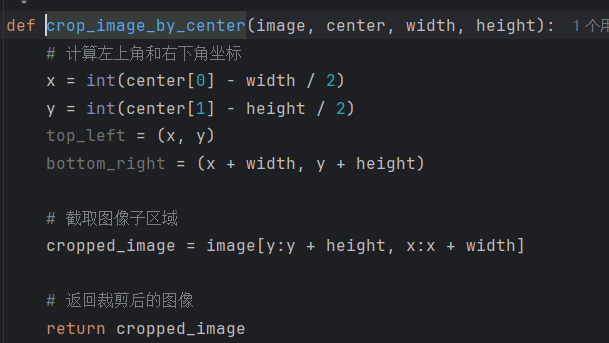 def crop_image_by_center(image, center, width, height): 1个用
# 计算左上角和右下角坐标
x = int(center[0] - width / 2)
y = int(center[1] - height / 2)
top_left = (x, y)
bottom_right = (x + width, y + height)
# 截取图像子区域
cropped_image = image[y:y + height, x:x + width]
# 返回裁剪后的图像
return cropped_image